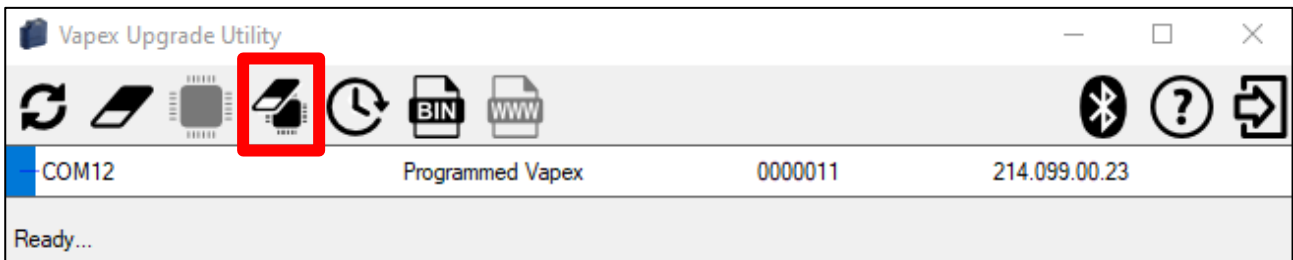 Vapex Upgrade Utility
BIN WWW ?
COM12 Programmed Vapex 0000011 214.099.00.23
Ready...